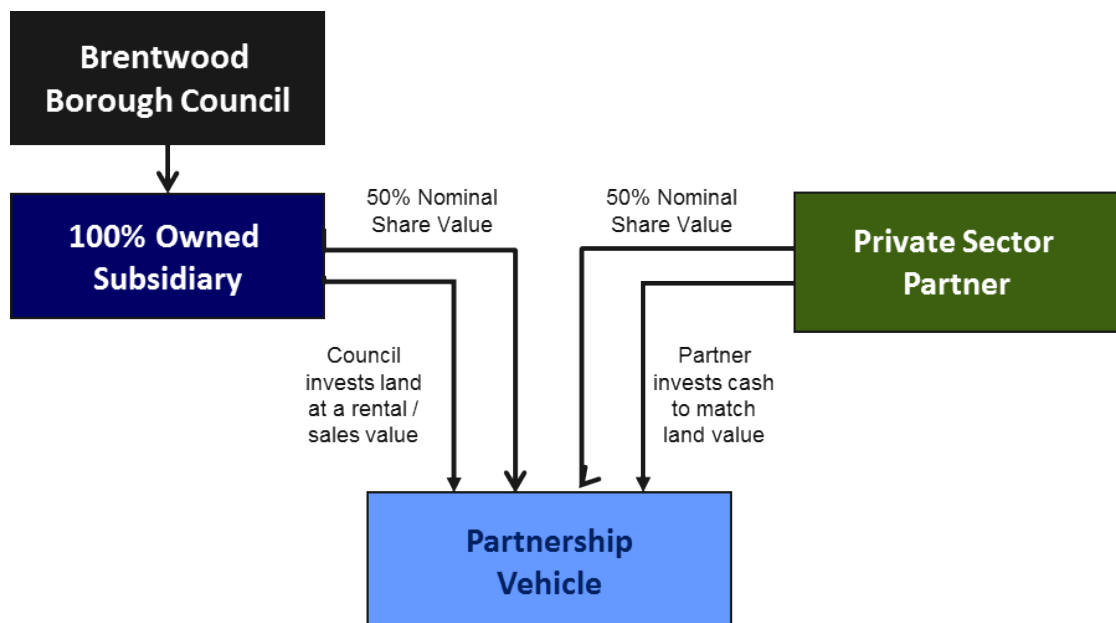 Brentwood
Borough Council
100% Owned
Subsidiary
50% Nominal
Share Value
50% Nominal
Share Value
Private Sector
Partner
Council
invests land
at a rental /
sales value
Partner
invests cash
to match
land value
Partnership
Vehicle